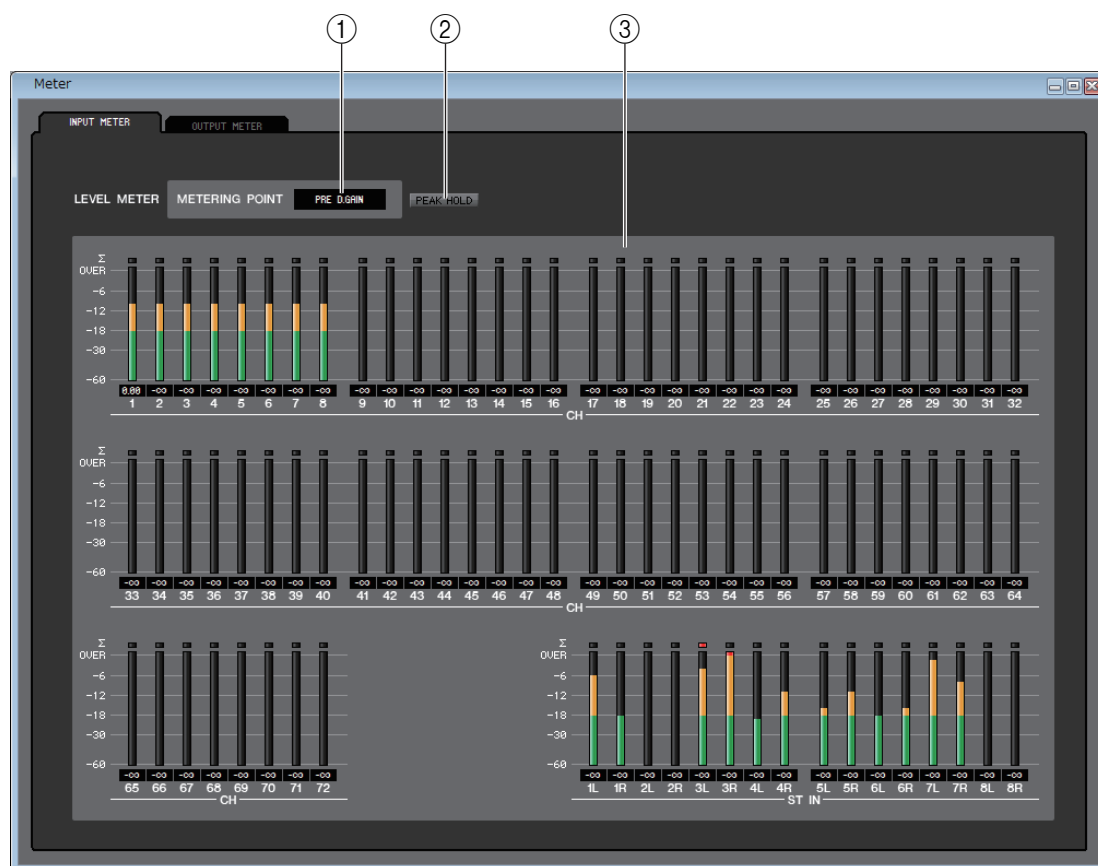 ① ② ③
Meter
INPUT METER OUTPUT METER
LEVEL METER METERING POINT PRE D.GAIN PEAK HOLD
Σ
OVER
-6
-12
-18
-30
-60
0.00 -∞ -∞ -∞ -∞ -∞ -∞ -∞ -∞ -∞ -∞ -∞ -∞ -∞ -∞ -∞ -∞ -∞ -∞ -∞ -∞ -∞ -∞ -∞ -∞ -∞ -∞ -∞ -∞ -∞ -∞ -∞
1 2 3 4 5 6 7 8 9 10 11 12 13 14 15 16 17 18 19 20 21 22 23 24 25 26 27 28 29 30 31 32
CH
Σ
OVER
-6
-12
-18
-30
-60
-∞ -∞ -∞ -∞ -∞ -∞ -∞ -∞ -∞ -∞ -∞ -∞ -∞ -∞ -∞ -∞ -∞ -∞ -∞ -∞ -∞ -∞ -∞ -∞ -∞ -∞ -∞ -∞ -∞ -∞ -∞ -∞
33 34 35 36 37 38 39 40 41 42 43 44 45 46 47 48 49 50 51 52 53 54 55 56 57 58 59 60 61 62 63 64
CH
Σ
OVER
-6
-12
-18
-30
-60
-∞ -∞ -∞ -∞ -∞ -∞ -∞ -∞
65 66 67 68 69 70 71 72
CH
Σ
OVER
-6
-12
-18
-30
-60
-∞ -∞ -∞ -∞ -∞ -∞ -∞ -∞ -∞ -∞ -∞ -∞ -∞ -∞ -∞ -∞
1L 1R 2L 2R 3L 3R 4L 4R 5L 5R 6L 6R 7L 7R 8L 8R
ST IN